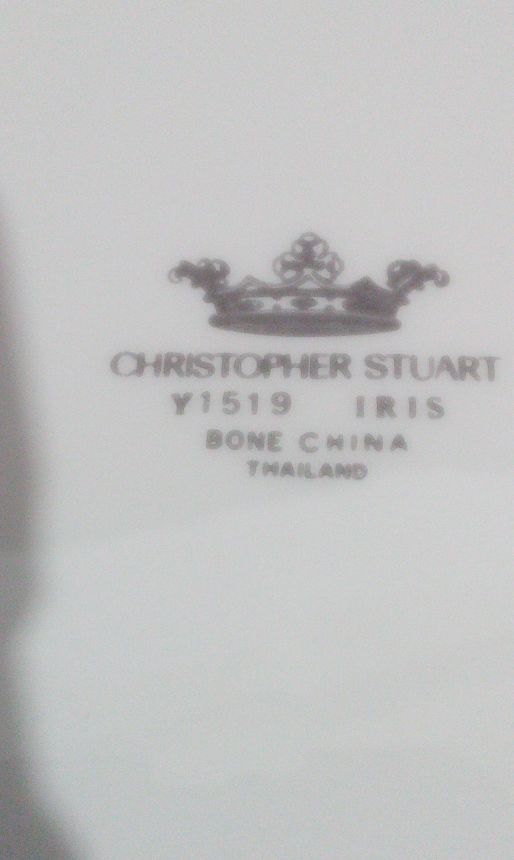 CHRISTOPHER STUART
Y1519 IRIS
BONE CHINA
THAILAND